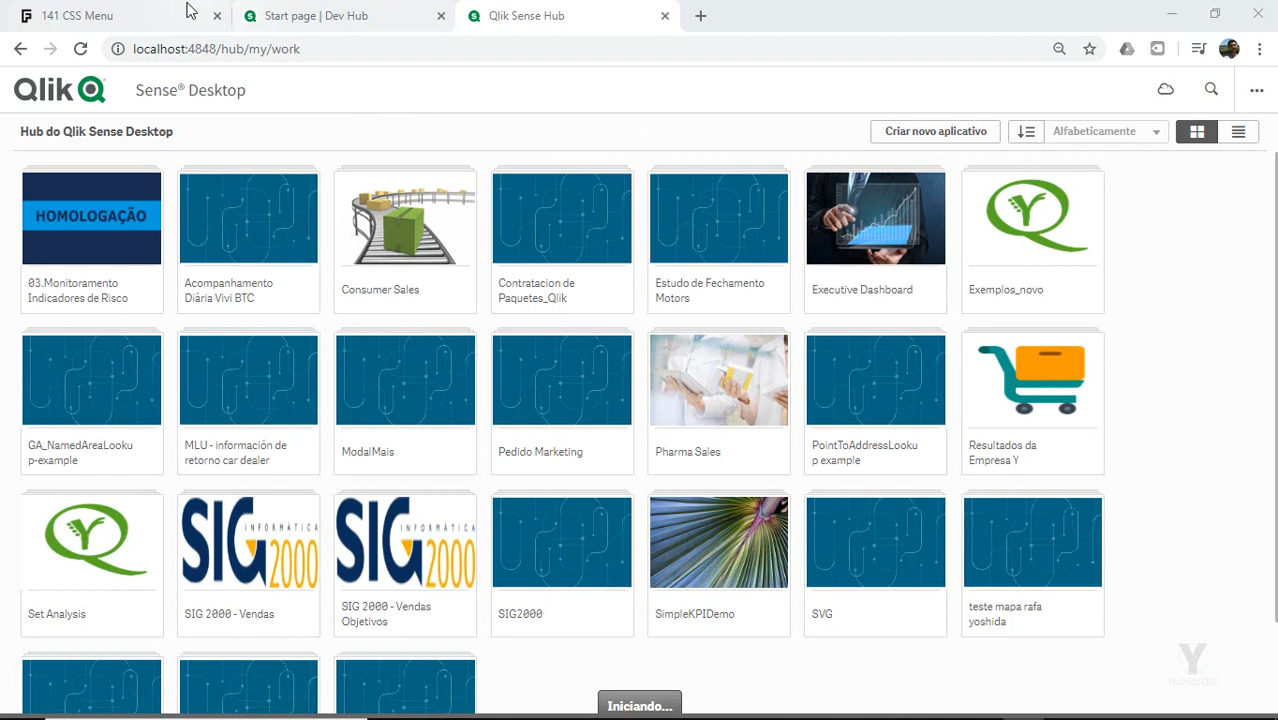 141 CSS Menu
Start page | Dev Hub
Qlik Sense Hub
localhost:4848/hub/my/work
Qlik
Sense® Desktop
Hub do Qlik Sense Desktop
Criar novo aplicativo
Alfabeticamente
HOMOLOGAÇÃO
03.Monitoramento
Indicadores de Risco
Acompanhamento
Diária Vivi BTC
Consumer Sales
Contratacion de
Paquetes_Qlik
Estudo de Fechamento
Motors
Executive Dashboard
Exemplos_novo
GA_NamedAreaLooku
p-example
MLU - información de
retorno car dealer
ModalMais
Pedido Marketing
Pharma Sales
PointToAddressLooku
p example
Resultados da
Empresa Y
Set Analysis
SIG
INFORMÁTICA
2000
SIG 2000 - Vendas
SIG
INFORMÁTICA
2000
SIG 2000 - Vendas
Objetivos
SIG2000
SimpleKPIDemo
SVG
teste mapa rafa
yoshida
Iniciando...